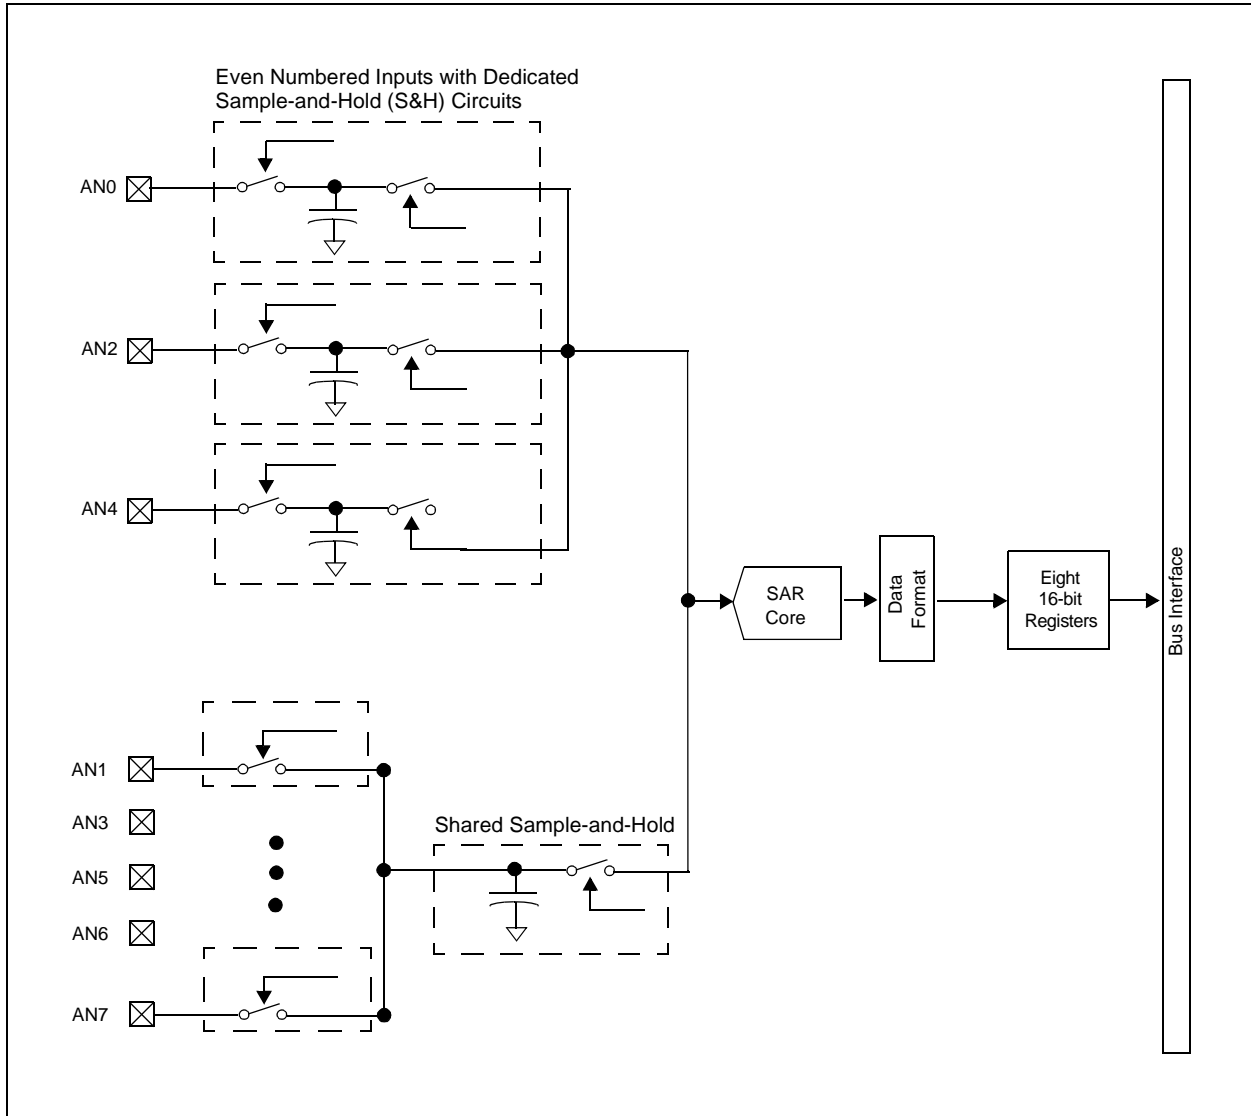 Even Numbered Inputs with Dedicated
Sample-and-Hold (S&H) Circuits
AN0
AN2
AN4
SAR
Core
Data
Format
Eight
16-bit
Registers
Bus Interface
AN1
AN3
Shared Sample-and-Hold
AN5
AN6
AN7